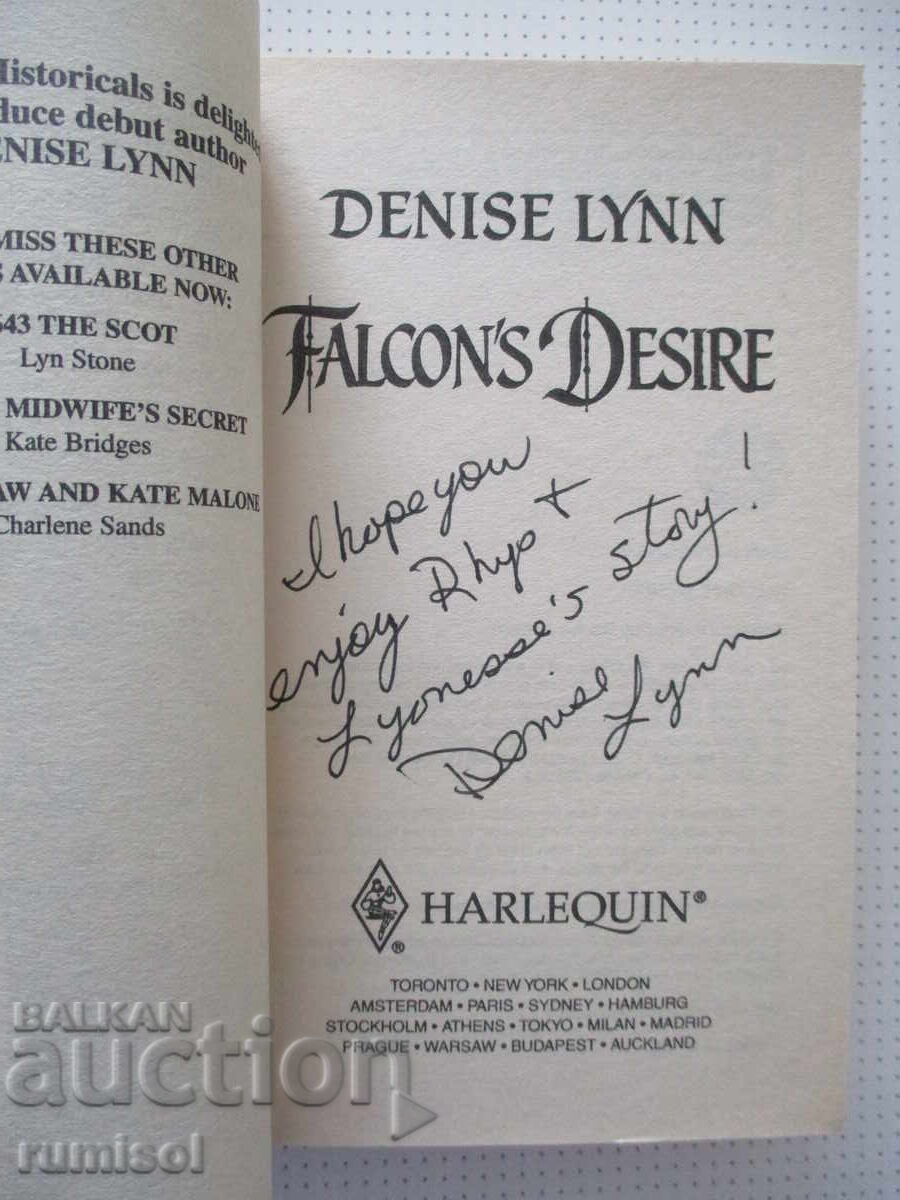 Historicals is delighte
duce debut author
ENISE LYNN
MISS THESE OTHER
S AVAILABLE NOW:
643 THE SCOT
Lyn Stone
MIDWIFE'S SECRET
Kate Bridges
AW AND KATE MALONE
Charlene Sands
DENISE LYNN
FALCON'S DESIRE
I hope you
enjoy Rhys +
Lyonesse's story!
Denise Lynn
HARLEQUIN®
®
TORONTO • NEW YORK • LONDON
AMSTERDAM • PARIS • SYDNEY • HAMBURG
STOCKHOLM • ATHENS • TOKYO • MILAN • MADRID
PRAGUE • WARSAW • BUDAPEST • AUCKLAND
BALKAN
auction
rumisol